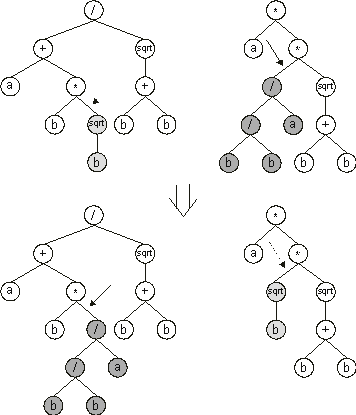 / *
+ sqrt a *
a * + / sqrt
b sqrt b b / a +
b b b b b
/ *
+ sqrt a *
a * + sqrt sqrt
b / b b b +
/ a b b
b b